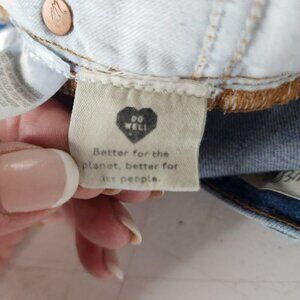 DO
WELL
Better for the
planet, better for
its people.